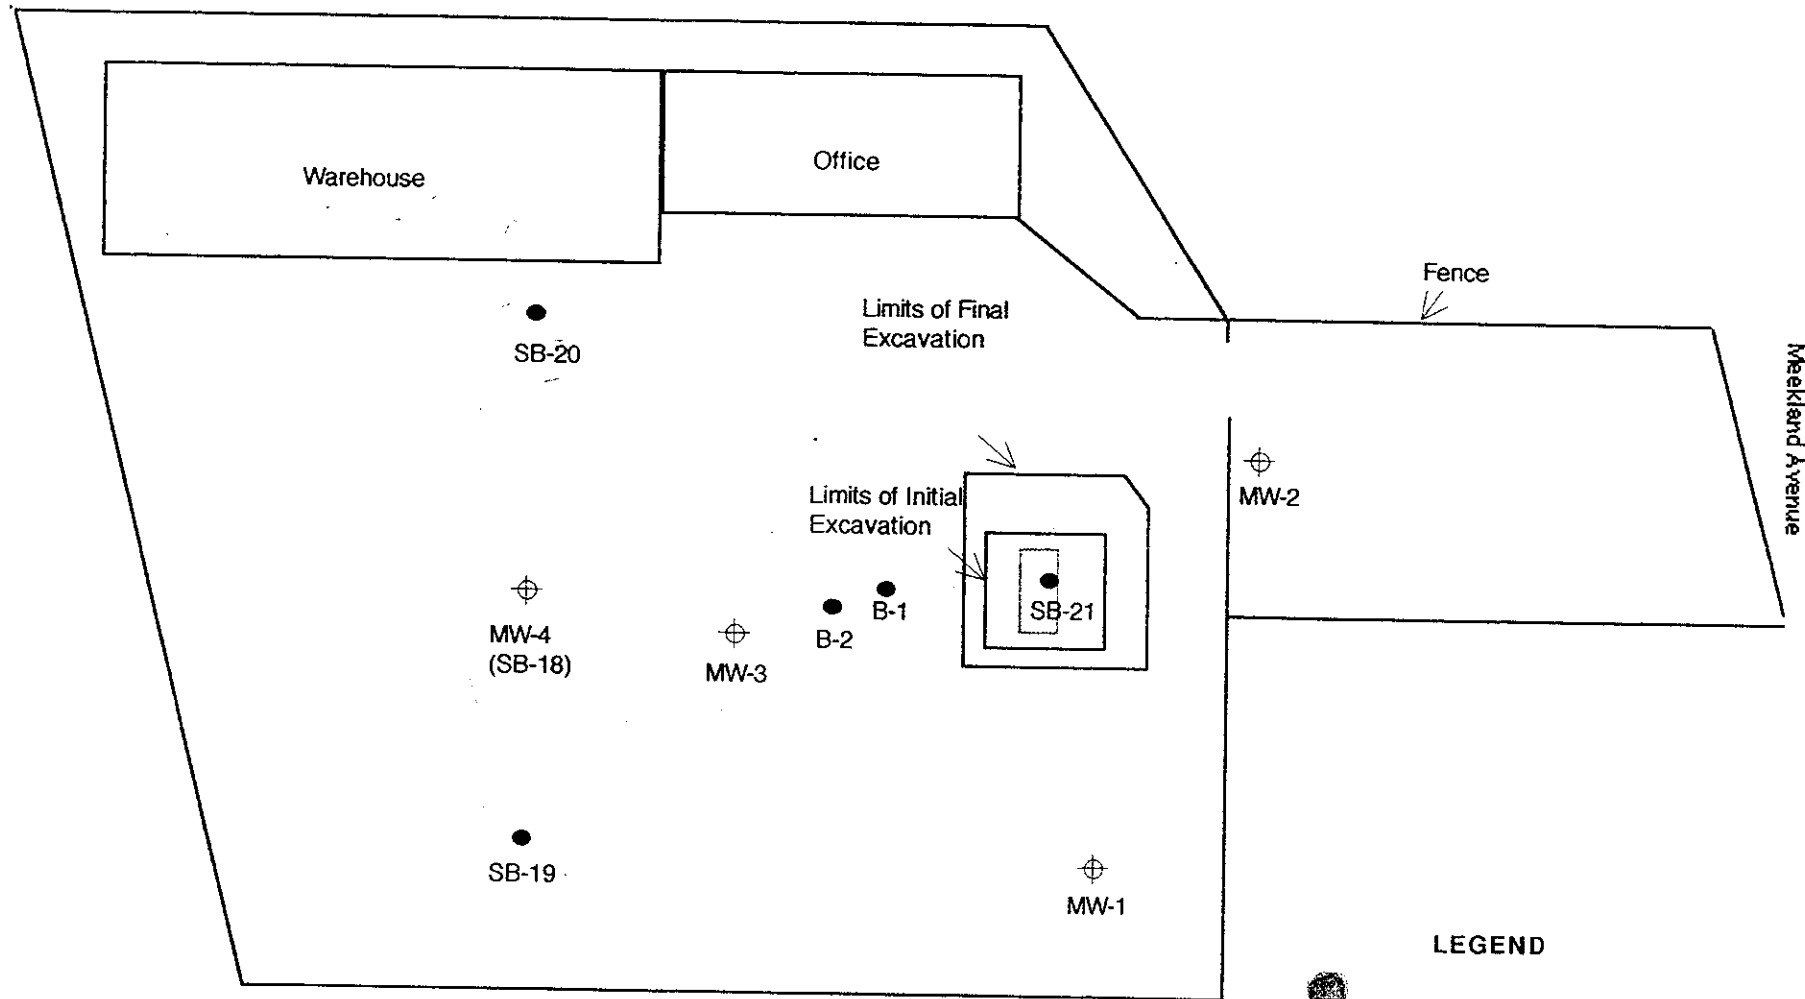 Warehouse
Office
Fence
Limits of Final
Excavation
SB-20
Meekland Avenue
Limits of Initial
Excavation
MW-2
B-1
SB-21
B-2
MW-4
(SB-18)
MW-3
SB-19
MW-1
LEGEND